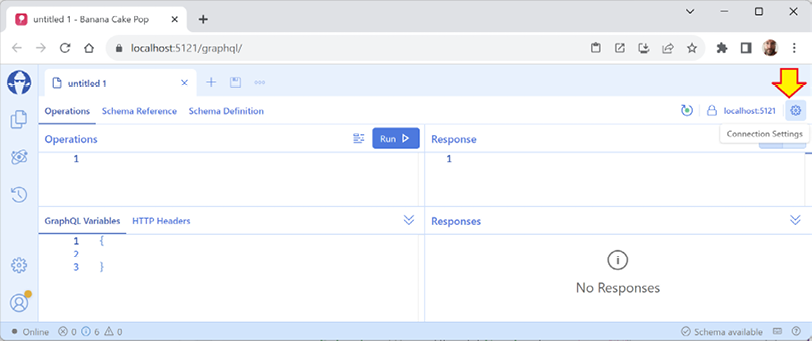 untitled 1 - Banana Cake Pop
localhost:5121/graphql/
untitled 1
Operations Schema Reference Schema Definition localhost:5121
Connection Settings
Operations Run Response
1 1
GraphQL Variables HTTP Headers Responses
1 {
2
3 }
No Responses
Online 0 6 0 Schema available